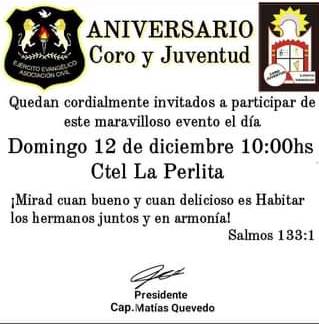 ANIVERSARIO
Coro y Juventud
EJÉRCITO EVANGÉLICO
ASOCIACIÓN CIVIL
Quedan cordialmente invitados a participar de
este maravilloso evento el día
Domingo 12 de diciembre 10:00hs
Ctel La Perlita
¡Mirad cuan bueno y cuan delicioso es Habitar
los hermanos juntos y en armonía!
Salmos 133:1
Presidente
Cap.Matías Quevedo